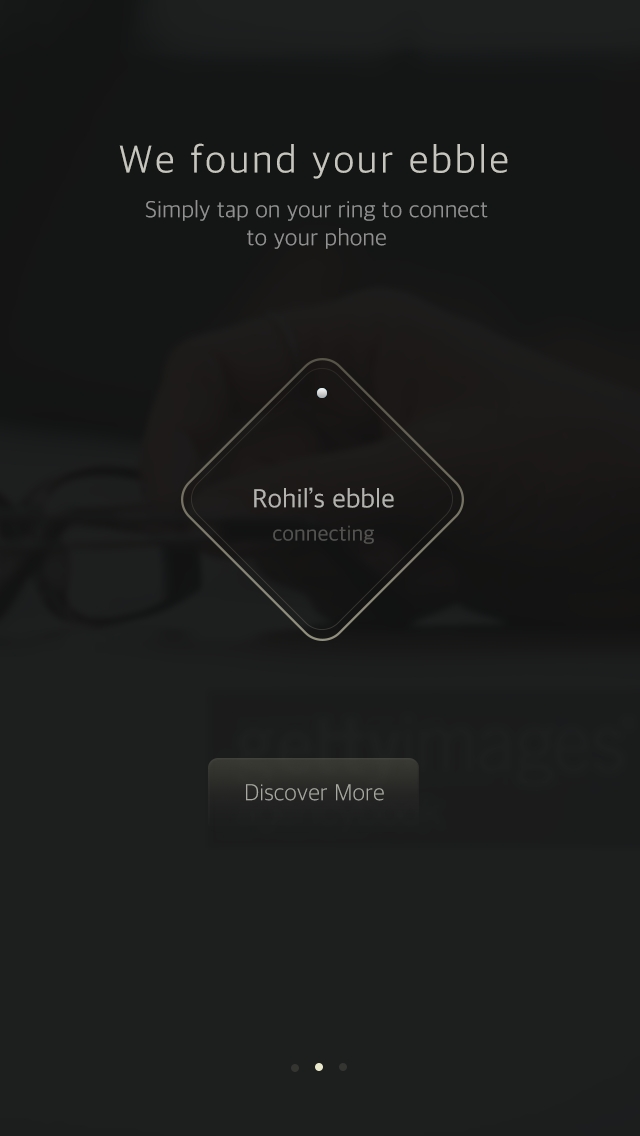 We found your ebble
Simply tap on your ring to connect
to your phone
Rohil’s ebble
connecting
gettyimages®
Discover More